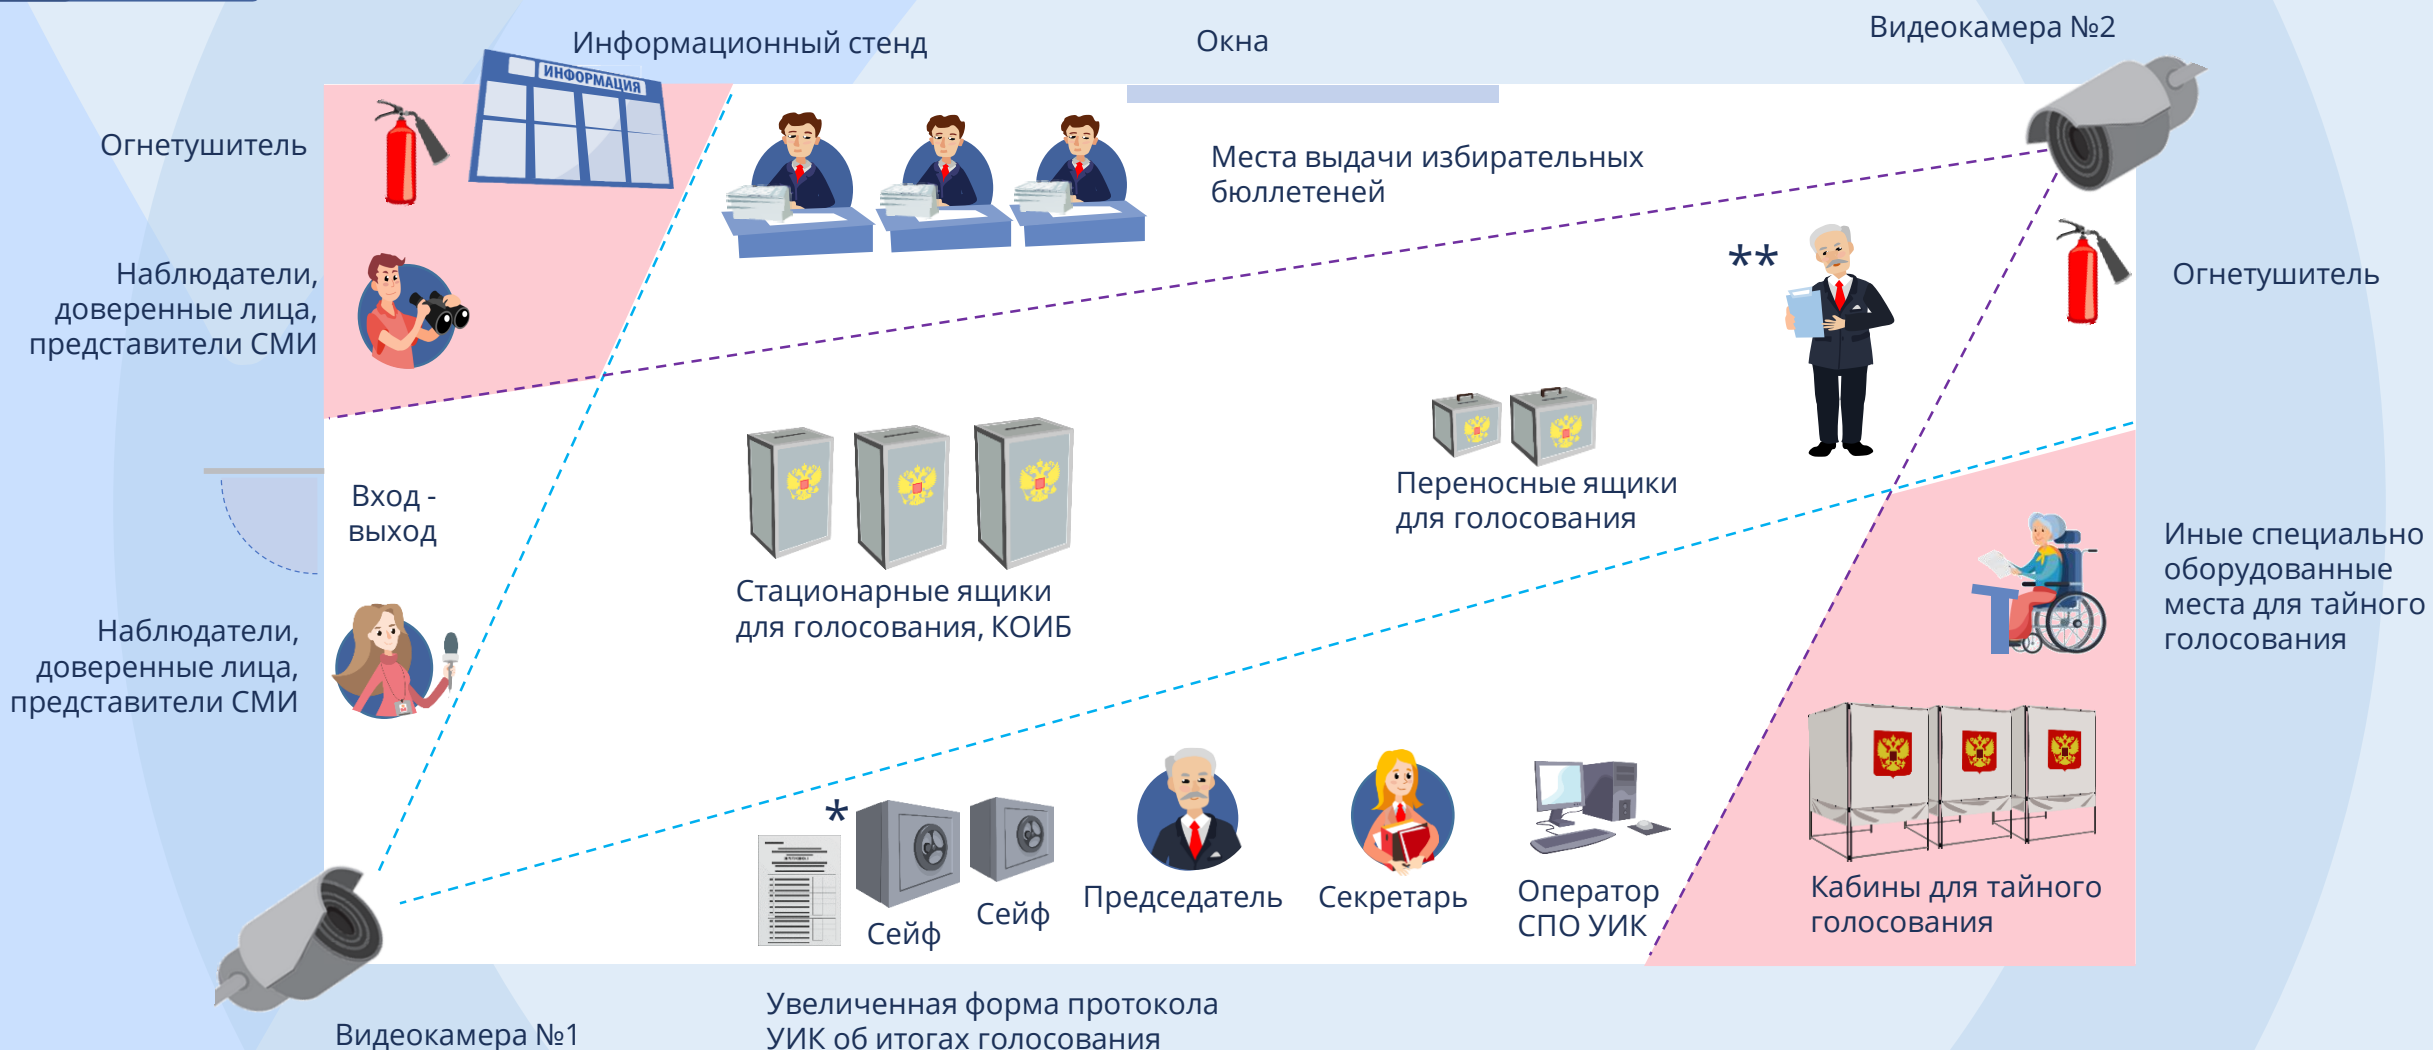 Информационный стенд
Окна
Видеокамера №2
ИНФОРМАЦИЯ
Огнетушитель
Места выдачи избирательных
бюллетеней
Наблюдатели,
доверенные лица,
представители СМИ
**
Огнетушитель
Вход -
выход
Переносные ящики
для голосования
Стационарные ящики
для голосования, КОИБ
Иные специально
оборудованные
места для тайного
голосования
Наблюдатели,
доверенные лица,
представители СМИ
*
Сейф
Сейф
Председатель
Секретарь
Оператор
СПО УИК
Кабины для тайного
голосования
Увеличенная форма протокола
УИК об итогах голосования
Видеокамера №1